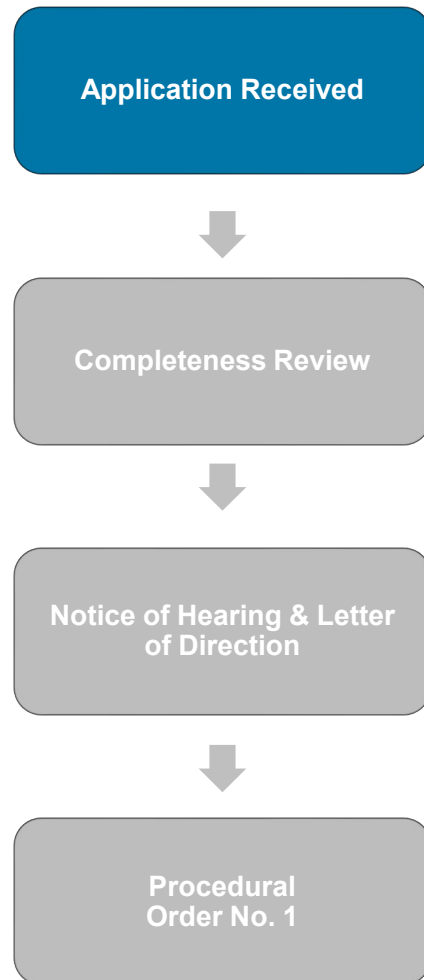 Application Received
Completeness Review
Notice of Hearing & Letter
of Direction
Procedural
Order No. 1